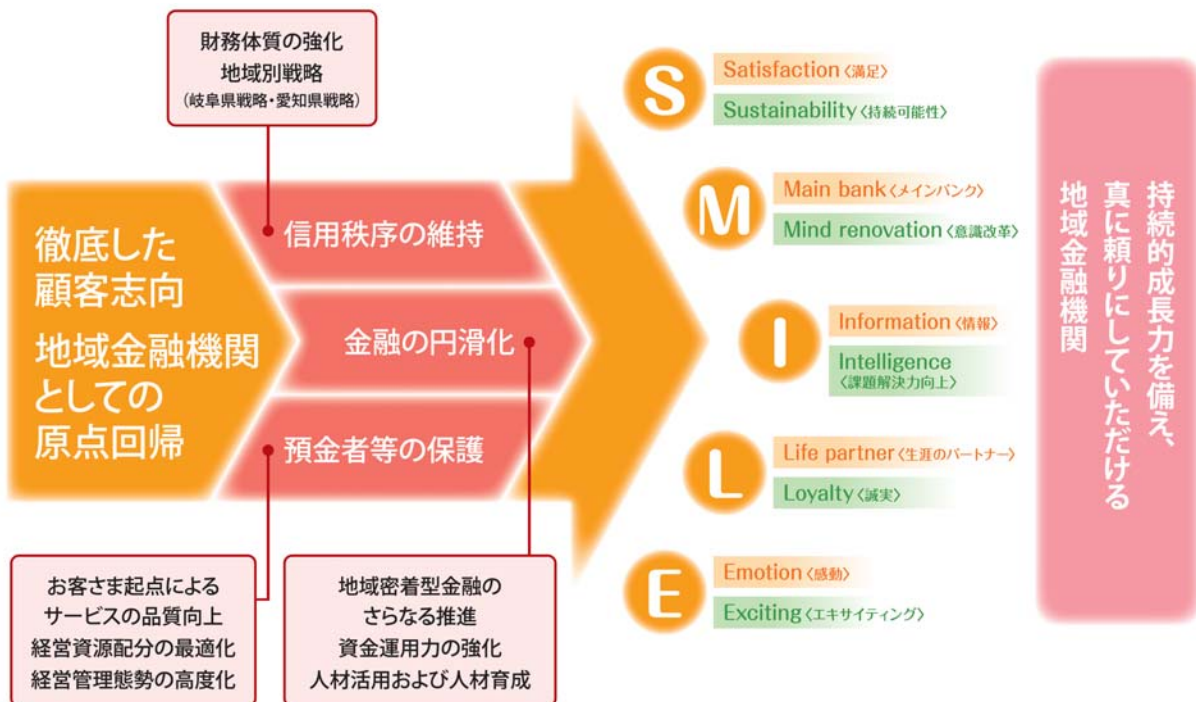 財務体質の強化
地域別戦略
(岐阜県戦略・愛知県戦略)
徹底した
顧客志向
地域金融機関
としての
原点回帰
信用秩序の維持
金融の円滑化
預金者等の保護
お客さま起点による
サービスの品質向上
経営資源配分の最適化
経営管理態勢の高度化
地域密着型金融の
さらなる推進
資金運用力の強化
人材活用および人材育成
S
Satisfaction〈満足〉
Sustainability〈持続可能性〉
M
Main bank〈メインバンク〉
Mind renovation〈意識改革〉
I
Information〈情報〉
Intelligence
〈課題解決力向上〉
L
Life partner〈生涯のパートナー〉
Loyalty〈誠実〉
E
Emotion〈感動〉
Exciting〈エキサイティング〉
持続的成長力を備え、
真に頼りにしていただける
地域金融機関